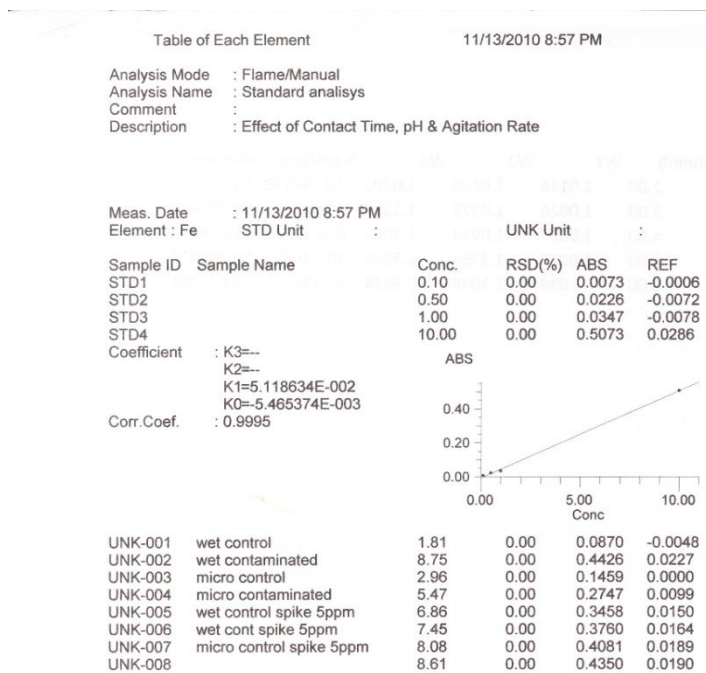 Table of Each Element 11/13/2010 8:57 PM
Analysis Mode : Flame/Manual
Analysis Name : Standard analisys
Comment :
Description : Effect of Contact Time, pH & Agitation Rate
Meas. Date : 11/13/2010 8:57 PM
Element : Fe STD Unit : UNK Unit :
Sample ID Sample Name Conc. RSD(%) ABS REF
STD1 0.10 0.00 0.0073 -0.0006
STD2 0.50 0.00 0.0226 -0.0072
STD3 1.00 0.00 0.0347 -0.0078
STD4 10.00 0.00 0.5073 0.0286
Coefficient : K3=--
K2=--
K1=5.118634E-002
K0=-5.465374E-003
Corr.Coef. : 0.9995
ABS
0.40
0.20
0.00
0.00 5.00 10.00
Conc
UNK-001 wet control 1.81 0.00 0.0870 -0.0048
UNK-002 wet contaminated 8.75 0.00 0.4426 0.0227
UNK-003 micro control 2.96 0.00 0.1459 0.0000
UNK-004 micro contaminated 5.47 0.00 0.2747 0.0099
UNK-005 wet control spike 5ppm 6.86 0.00 0.3458 0.0150
UNK-006 wet cont spike 5ppm 7.45 0.00 0.3760 0.0164
UNK-007 micro control spike 5ppm 8.08 0.00 0.4081 0.0189
UNK-008 8.61 0.00 0.4350 0.0190